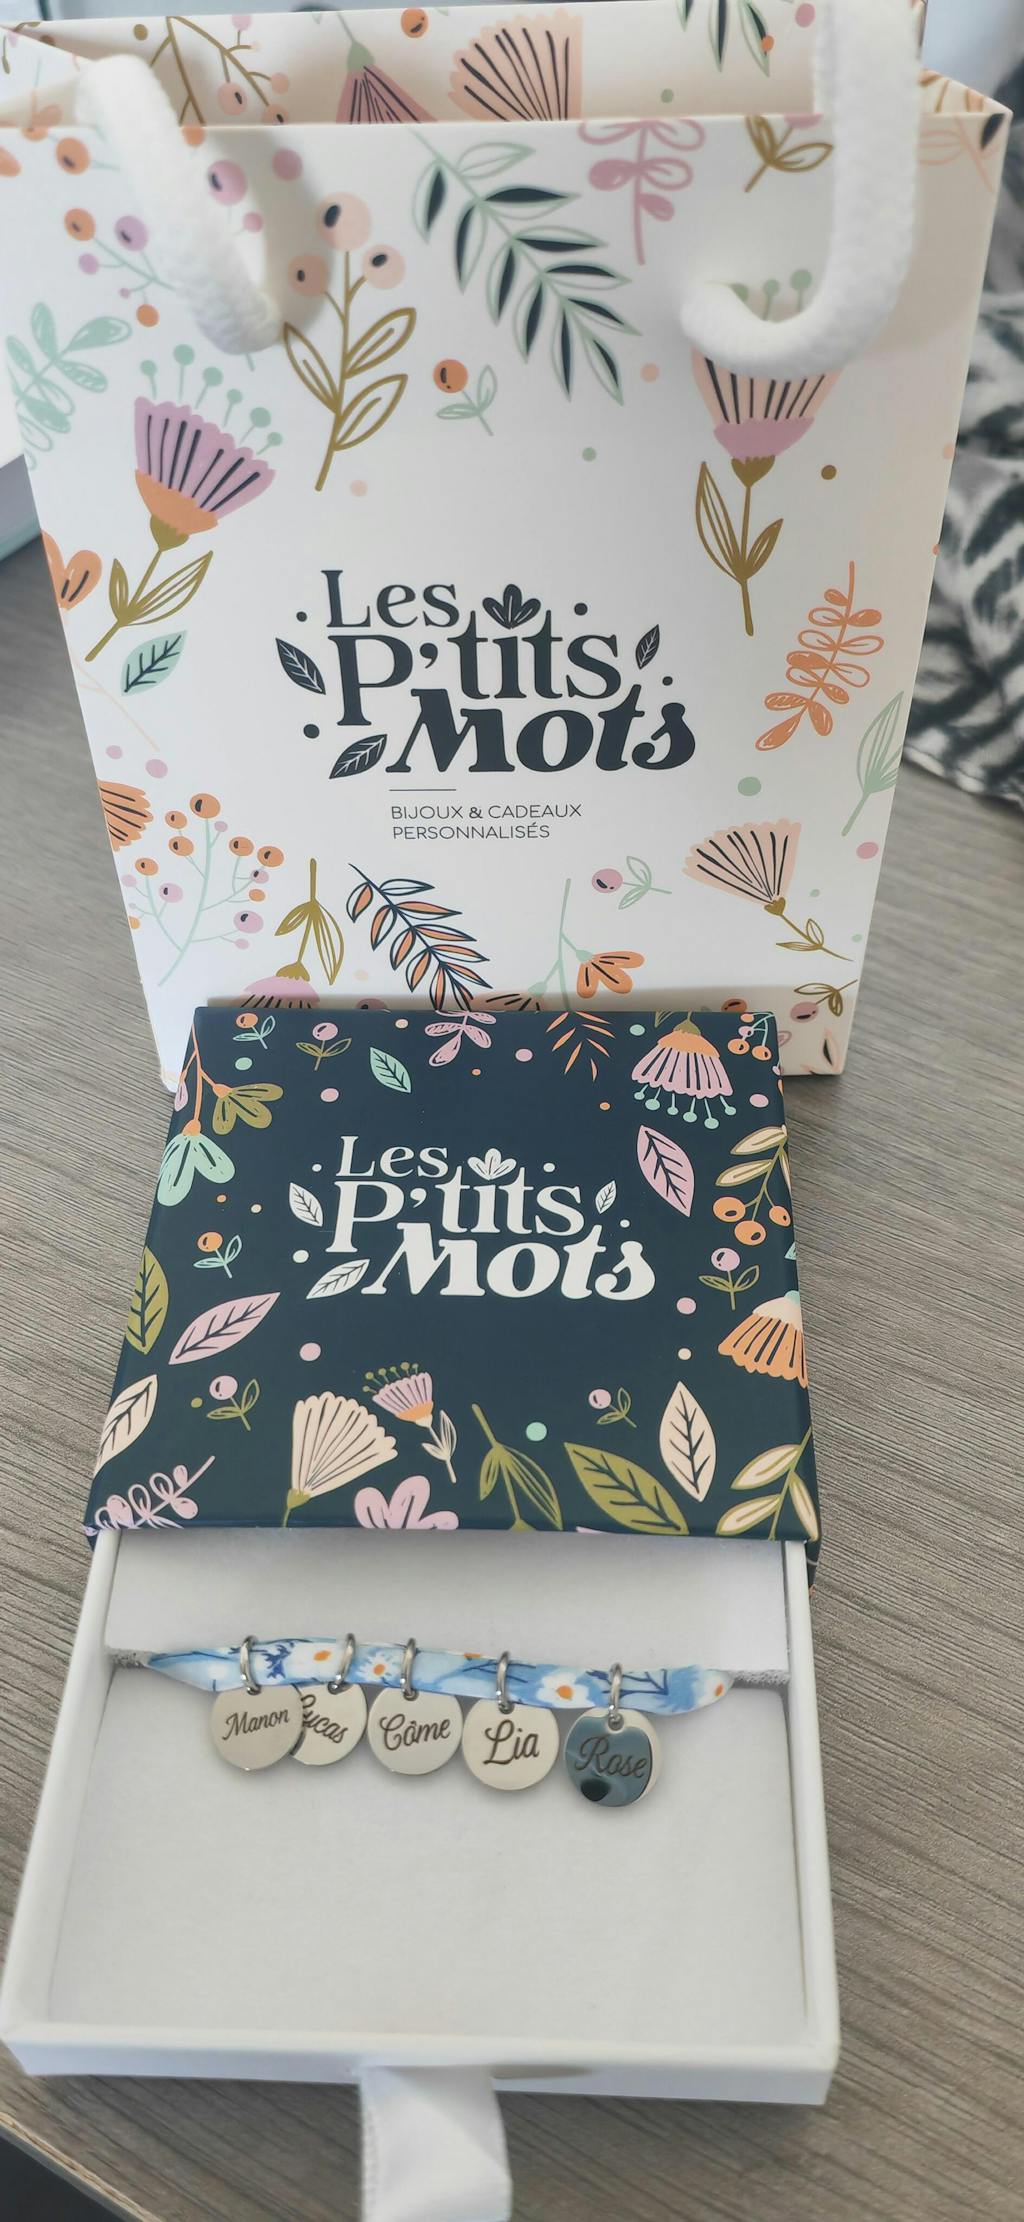 Les
P'tits
Mots
BIJOUX & CADEAUX
PERSONNALISÉS
Les
P'tits
Mots
Manon
Lucas
Côme
Lia
Rose